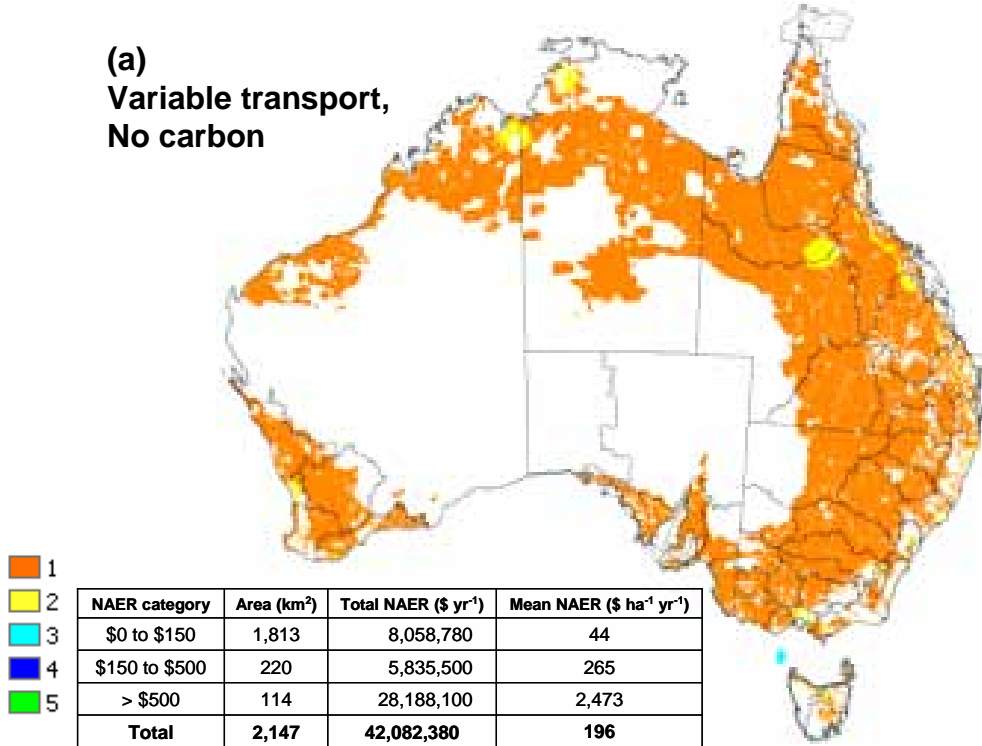 (a)
Variable transport,
No carbon
1
2
3
4
5
NAER category Area (km²) Total NAER ($ yr⁻¹) Mean NAER ($ ha⁻¹ yr⁻¹)
$0 to $150 1,813 8,058,780 44
$150 to $500 220 5,835,500 265
> $500 114 28,188,100 2,473
Total 2,147 42,082,380 196